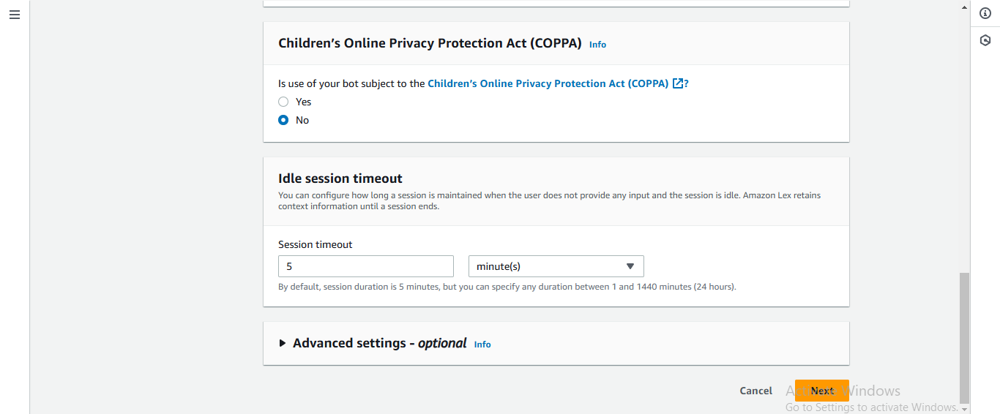 Children’s Online Privacy Protection Act (COPPA) Info
Is use of your bot subject to the Children’s Online Privacy Protection Act (COPPA) ?
Yes
No
Idle session timeout
You can configure how long a session is maintained when the user does not provide any input and the session is idle. Amazon Lex retains
context information until a session ends.
Session timeout
5 minute(s)
By default, session duration is 5 minutes, but you can specify any duration between 1 and 1440 minutes (24 hours).
Advanced settings - optional Info
Cancel Next
Activate Windows
Go to Settings to activate Windows.